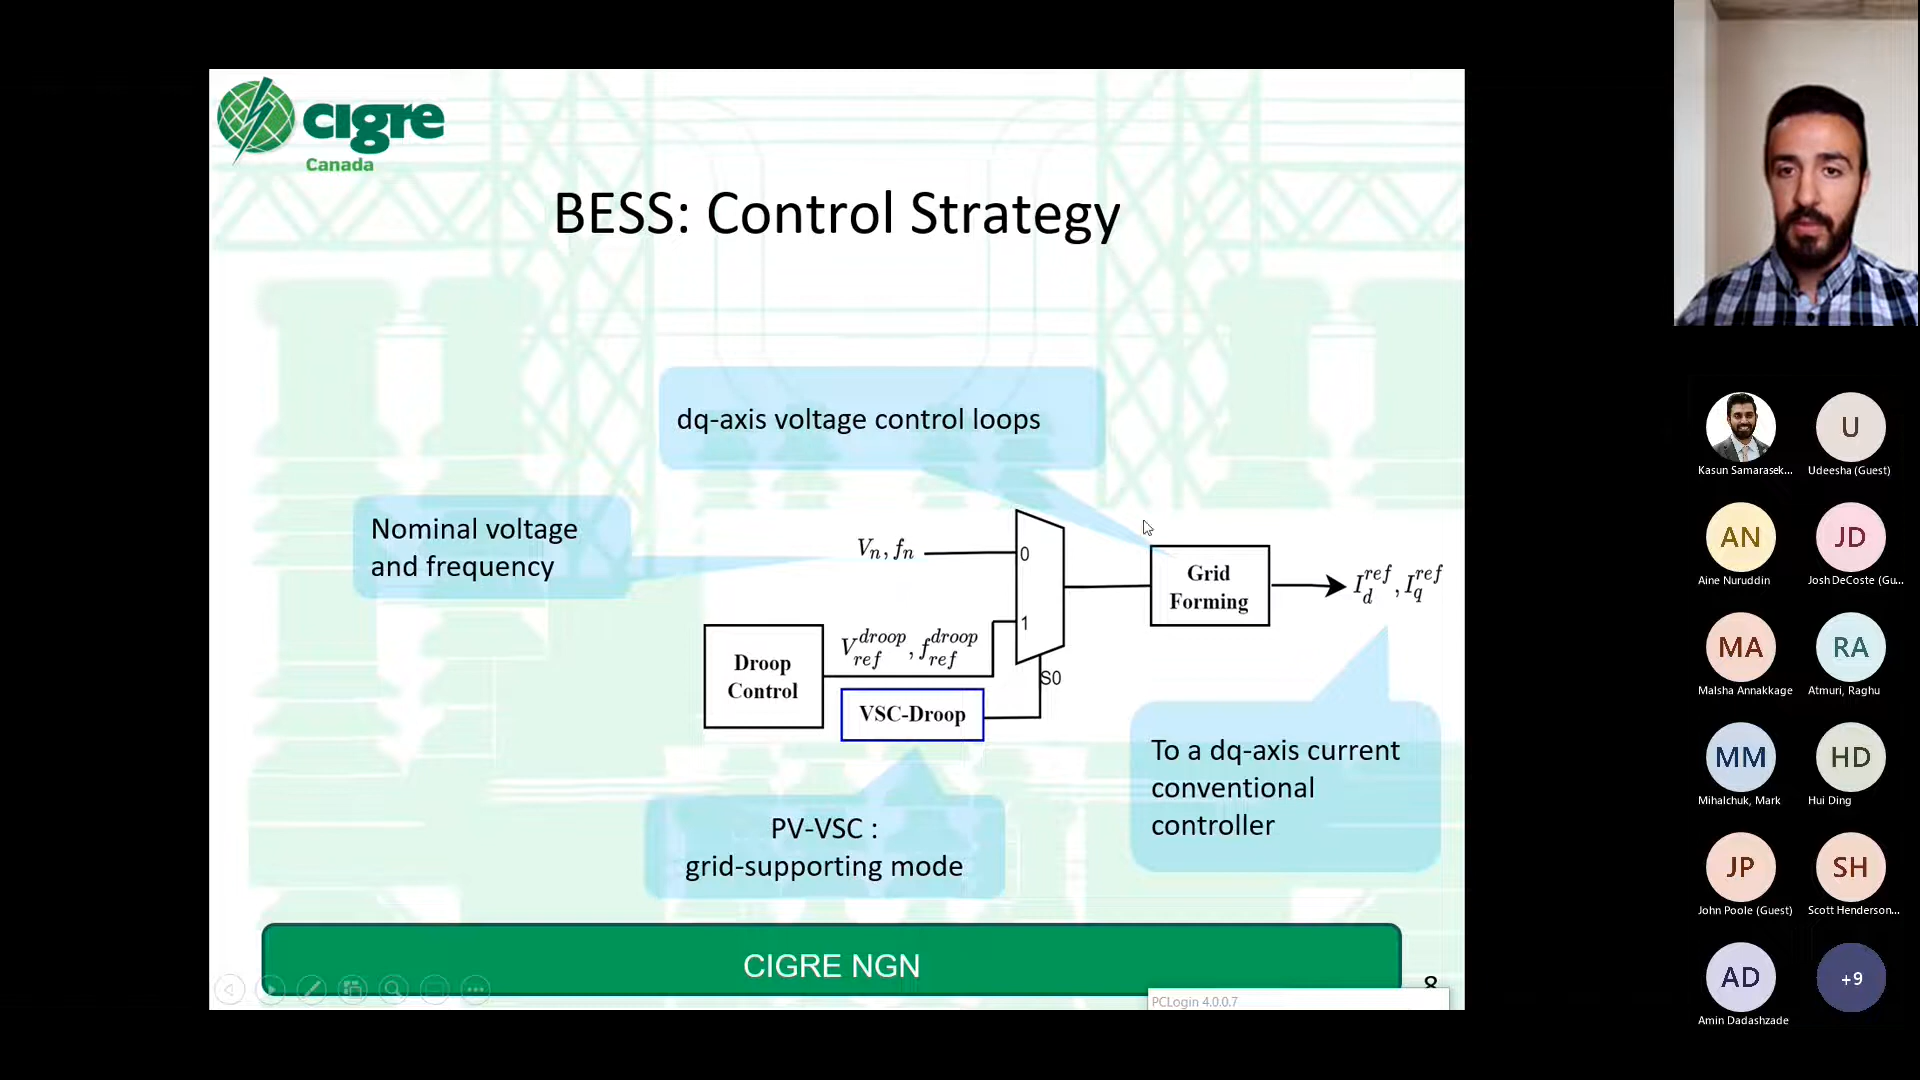 cigre
Canada
BESS: Control Strategy
dq-axis voltage control loops
Nominal voltage
and frequency
Vₙ, fₙ
0
1
S0
Grid
Forming
I_d^ref, I_q^ref
Droop
Control
V_ref^droop, f_ref^droop
VSC-Droop
To a dq-axis current
conventional
controller
PV-VSC :
grid-supporting mode
CIGRE NGN
8
PCLogin 4.0.0.7
Kasun Samarasek...
U
Udeesha (Guest)
AN
Aine Nuruddin
JD
Josh DeCoste (Gu...
MA
Malsha Annakkage
RA
Atmuri, Raghu
MM
Mihalchuk, Mark
HD
Hui Ding
JP
John Poole (Guest)
SH
Scott Henderson...
AD
Amin Dadashzade
+9